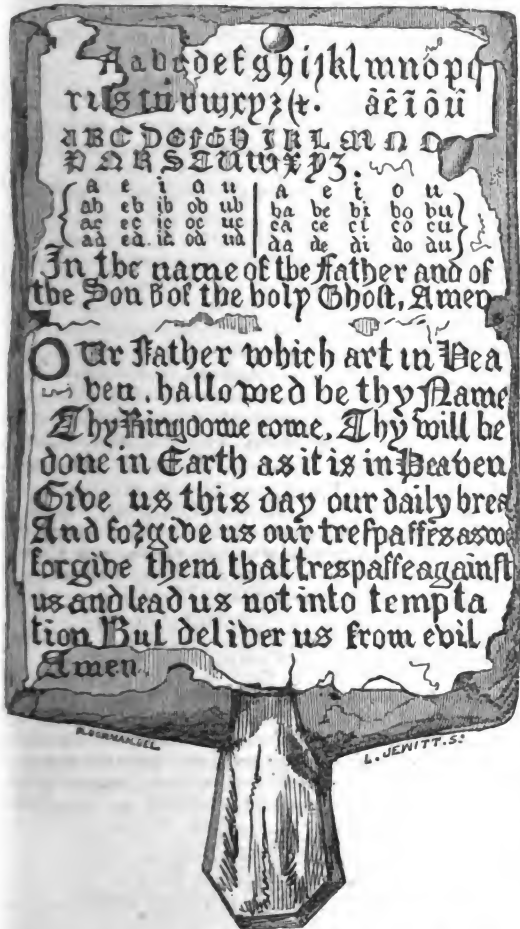 Aabcdefghijklmnopq
rſstuvwxyz&. ãẽĩõũ
ABCDEFGHIKLMNO
PQRSTUWXYZ.
a e i o u | a e i o u
ab eb ib ob ub | ba be bi bo bu
ac ec ic oc uc | ca ce ci co cu
ad ed id od ud | da de di do du
In the name of the Father and of
the Son & of the holy Ghoſt, Amen
Our Father which art in Hea
ven, hallowed be thy Name
Thy Kingdome come, Thy will be
done in Earth as it is in Heaven
Give us this day our daily brea
And forgive us our treſpaſſes as we
forgive them that trespaſſe againſt
us and lead us not into tempta
tion But deliver us from evil
Amen
L. JEWITT. Sc